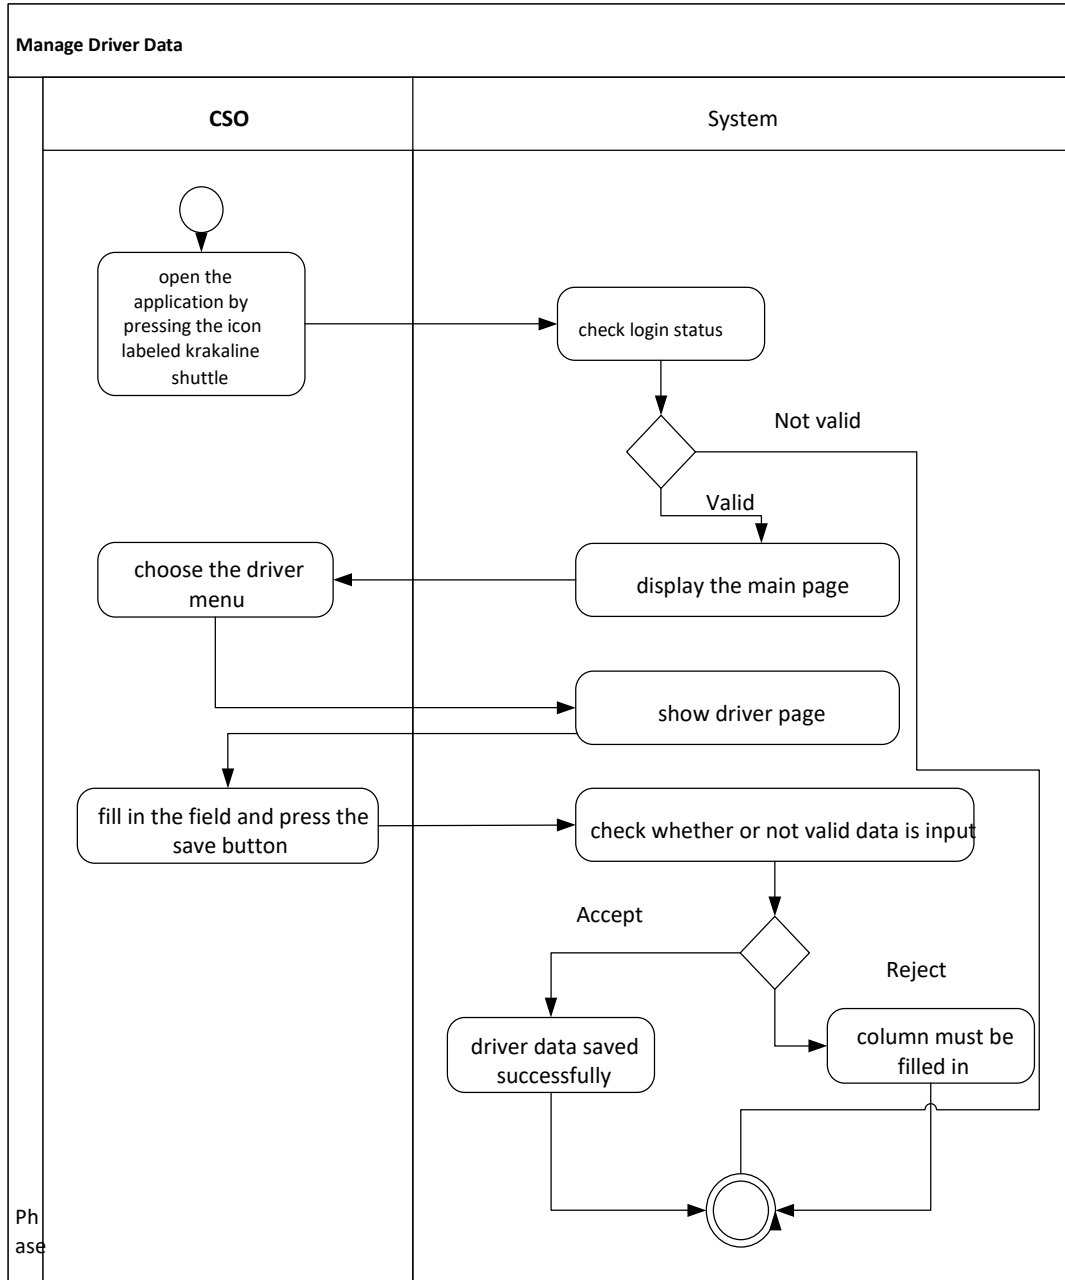 Manage Driver Data
CSO
System
open the
application by
pressing the icon
labeled krakaline
shuttle
check login status
Not valid
Valid
choose the driver
menu
display the main page
show driver page
fill in the field and press the
save button
check whether or not valid data is input
Accept
Reject
driver data saved
successfully
column must be
filled in
Ph
ase